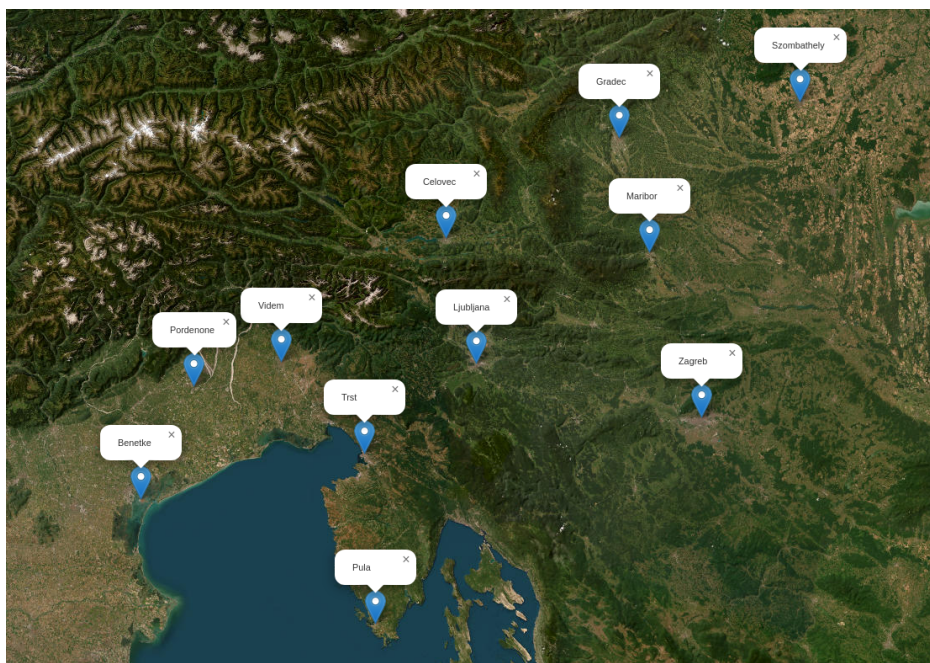 Szombathely
Gradec
Celovec
Maribor
Videm
Ljubljana
Pordenone
Zagreb
Trst
Benetke
Pula